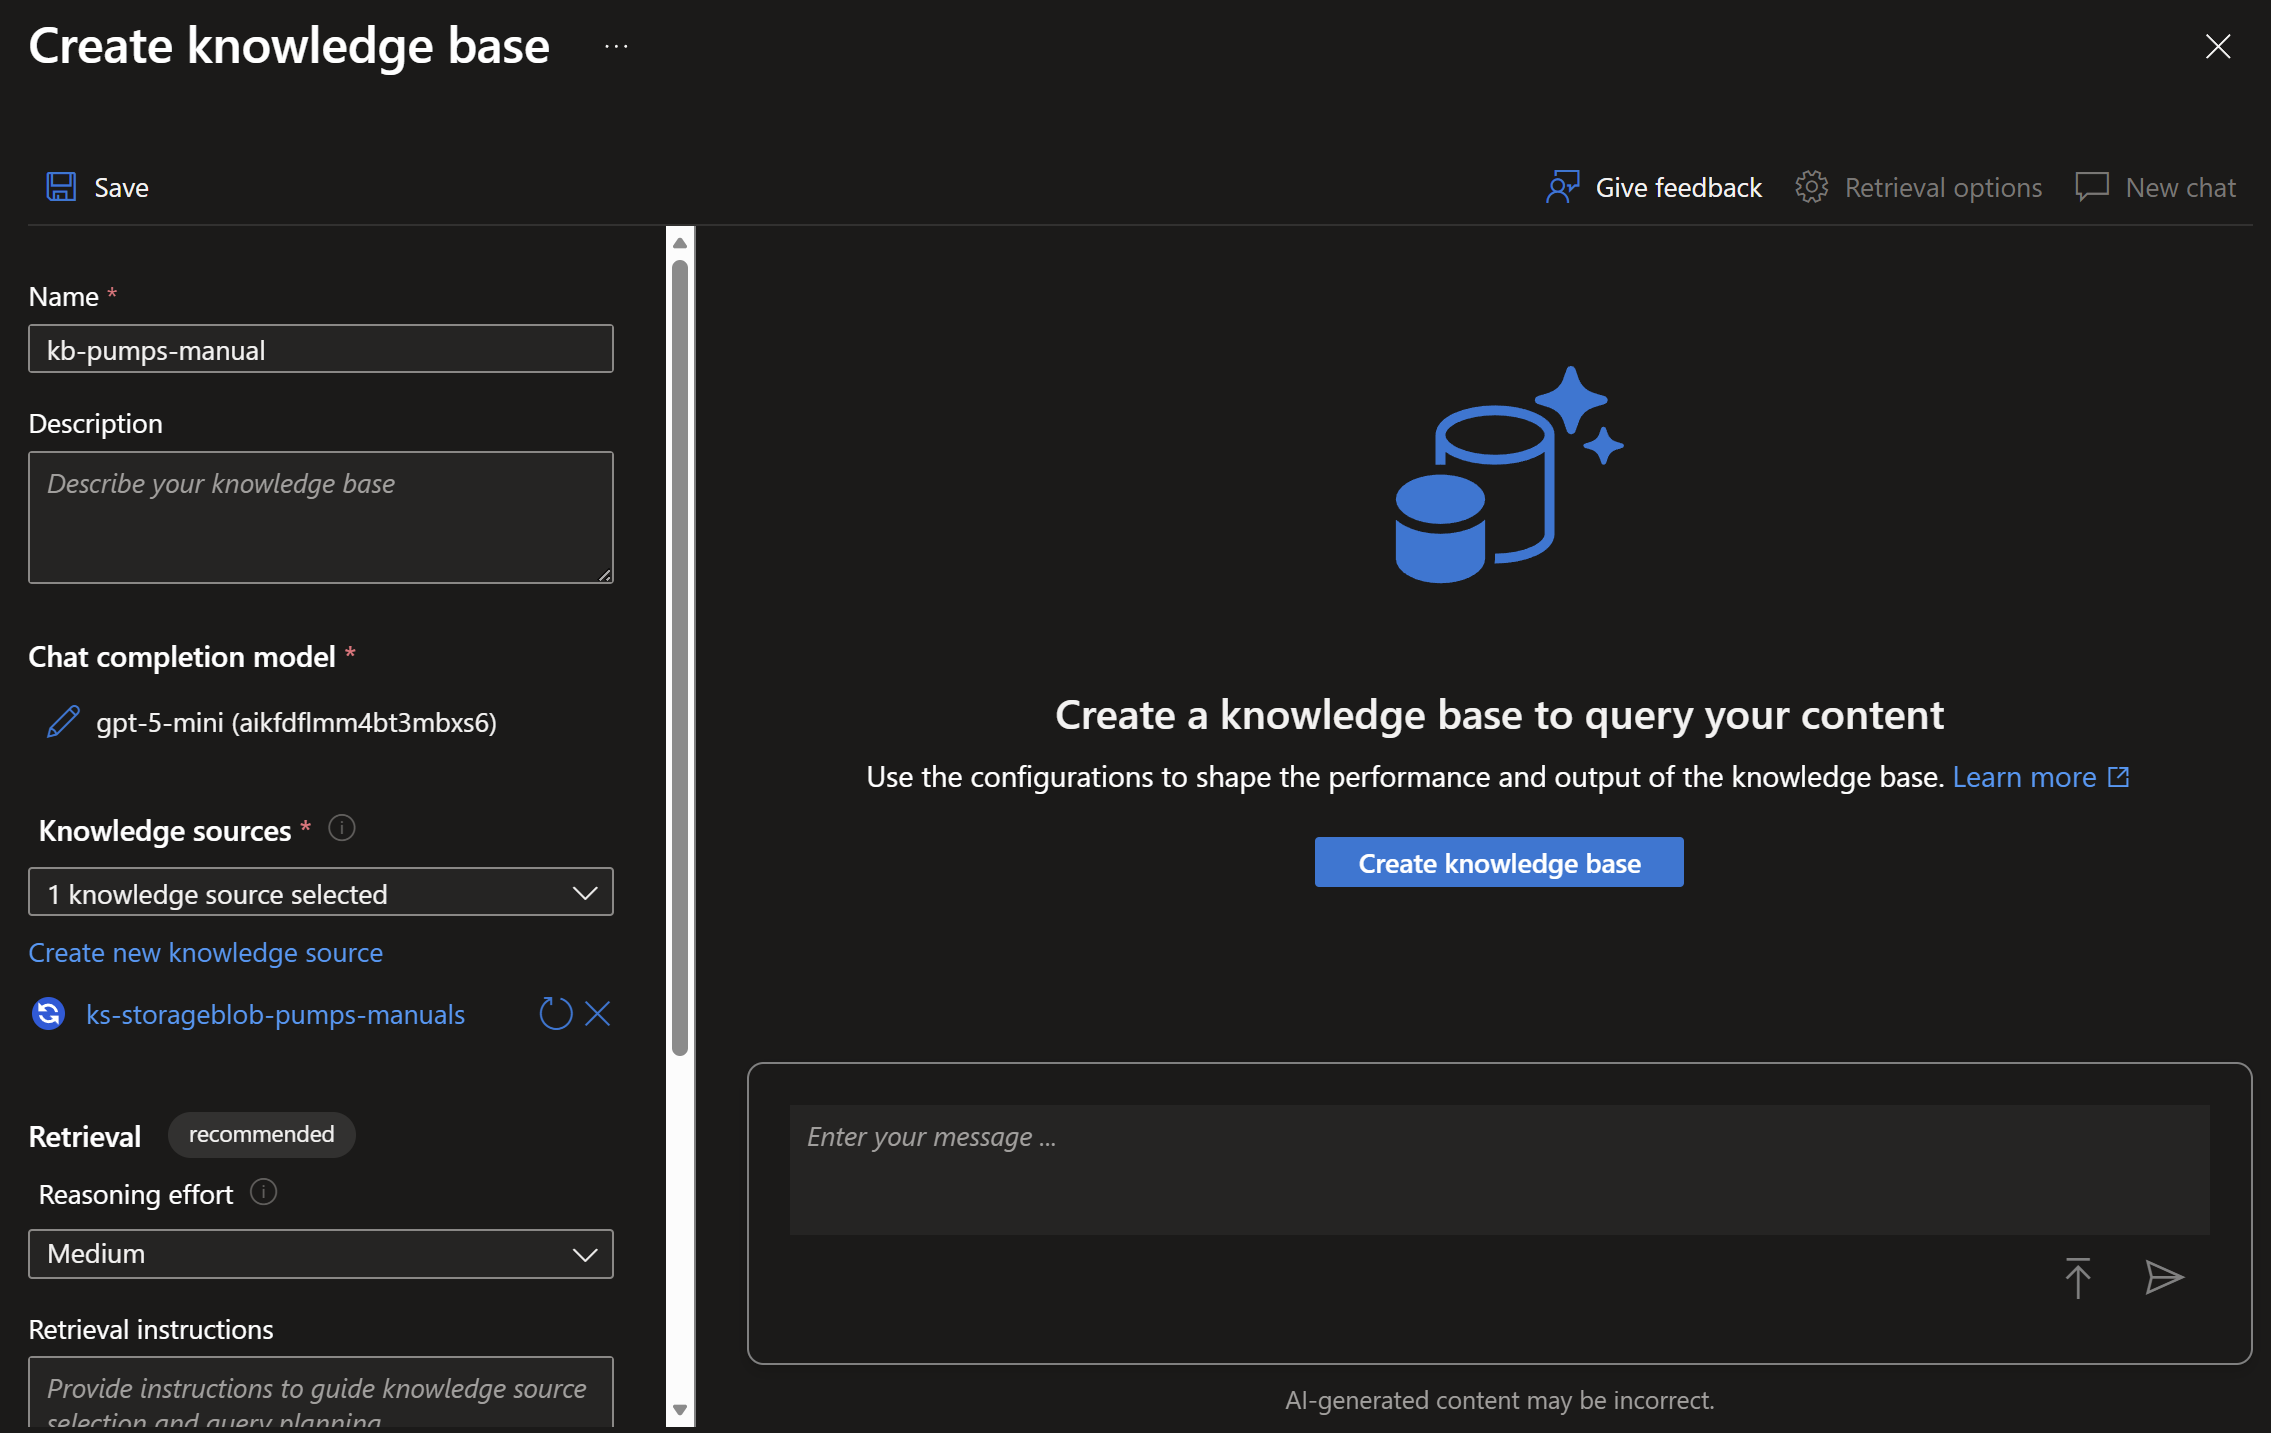 Create knowledge base ...
Save
Give feedback
Retrieval options
New chat
Name *
kb-pumps-manual
Description
Describe your knowledge base
Chat completion model *
gpt-5-mini (aikfdflmm4bt3mbxs6)
Knowledge sources *
1 knowledge source selected
Create new knowledge source
ks-storageblob-pumps-manuals
Retrieval recommended
Reasoning effort
Medium
Retrieval instructions
Provide instructions to guide knowledge source
selection and query planning
Create a knowledge base to query your content
Use the configurations to shape the performance and output of the knowledge base. Learn more
Create knowledge base
Enter your message ...
AI-generated content may be incorrect.